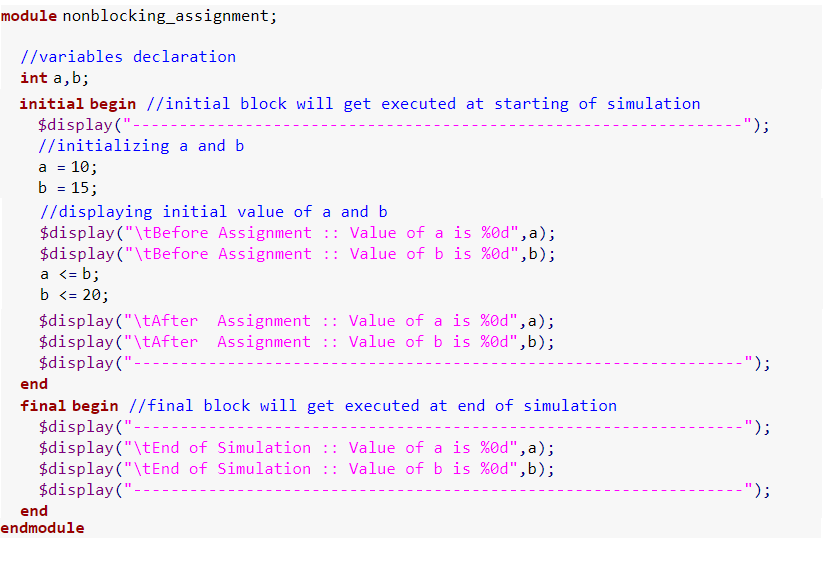 module nonblocking_assignment;
//variables declaration
int a,b;
initial begin //initial block will get executed at starting of simulation
$display("-----------------------------------------------------------------");
//initializing a and b
a = 10;
b = 15;
//displaying initial value of a and b
$display("\tBefore Assignment :: Value of a is %0d",a);
$display("\tBefore Assignment :: Value of b is %0d",b);
a <= b;
b <= 20;
$display("\tAfter  Assignment :: Value of a is %0d",a);
$display("\tAfter  Assignment :: Value of b is %0d",b);
$display("-----------------------------------------------------------------");
end
final begin //final block will get executed at end of simulation
$display("-----------------------------------------------------------------");
$display("\tEnd of Simulation :: Value of a is %0d",a);
$display("\tEnd of Simulation :: Value of b is %0d",b);
$display("-----------------------------------------------------------------");
end
endmodule